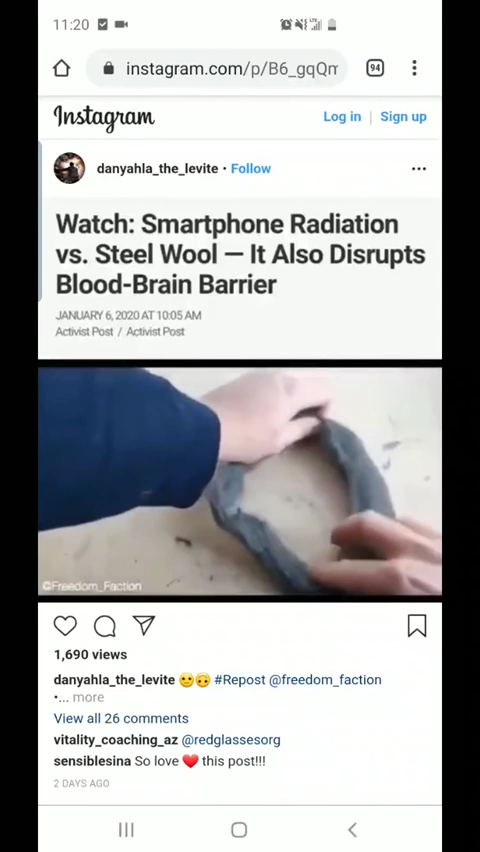 11:20
LTE
instagram.com/p/B6_gqQn
94
Instagram
Log in | Sign up
danyahla_the_levite • Follow
Watch: Smartphone Radiation
vs. Steel Wool — It Also Disrupts
Blood-Brain Barrier
JANUARY 6, 2020 AT 10:05 AM
Activist Post / Activist Post
@Freedom_Faction
1,690 views
danyahla_the_levite 😕🙃 #Repost @freedom_faction
•... more
View all 26 comments
vitality_coaching_az @redglassesorg
sensiblesina So love ❤️ this post!!!
2 DAYS AGO